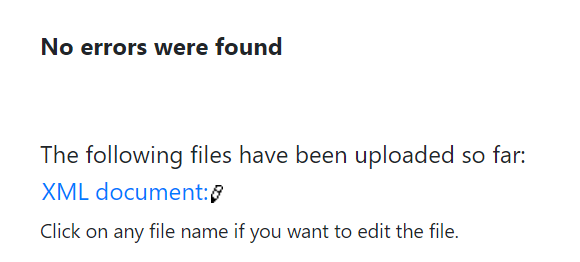 No errors were found
The following files have been uploaded so far:
XML document:
Click on any file name if you want to edit the file.